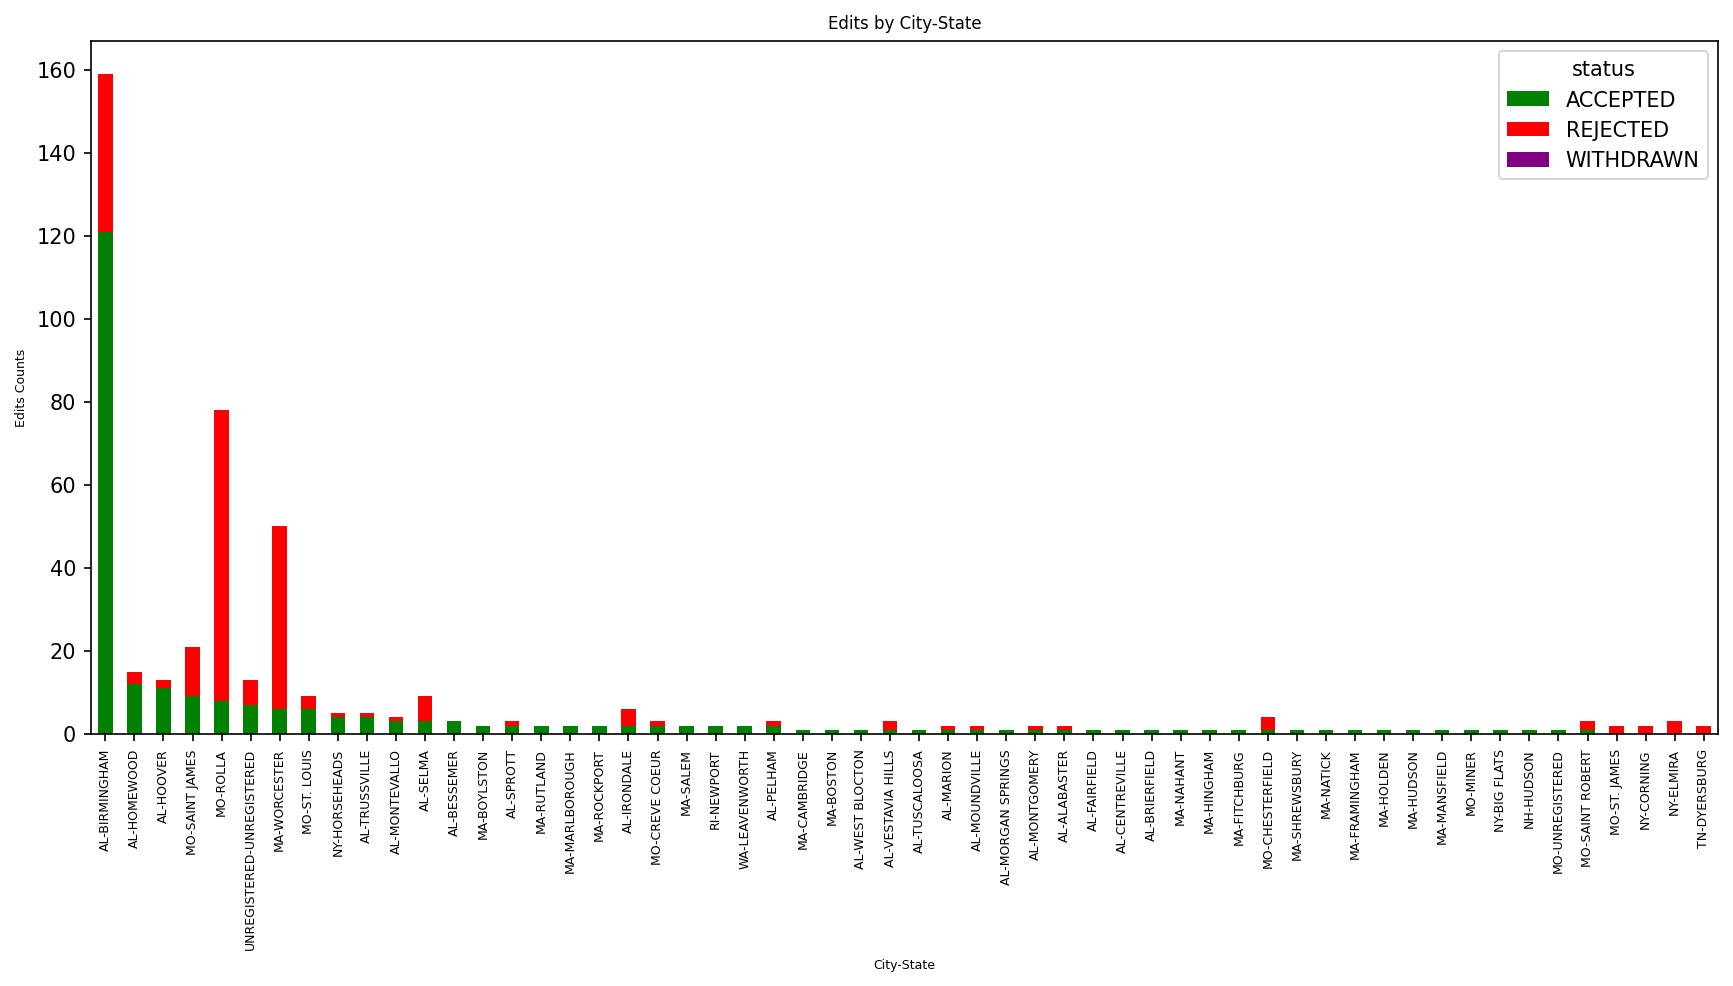 Edits by City-State
status
ACCEPTED
REJECTED
WITHDRAWN
160
140
120
100
80
60
40
20
0
Edits Counts
AL-BIRMINGHAM
AL-HOMEWOOD
AL-HOOVER
MO-SAINT JAMES
MO-ROLLA
UNREGISTERED-UNREGISTERED
MA-WORCESTER
MO-ST. LOUIS
NY-HORSEHEADS
AL-TRUSSVILLE
AL-MONTEVALLO
AL-SELMA
AL-BESSEMER
MA-BOYLSTON
AL-SPROTT
MA-RUTLAND
MA-MARLBOROUGH
MA-ROCKPORT
AL-IRONDALE
MO-CREVE COEUR
MA-SALEM
RI-NEWPORT
WA-LEAVENWORTH
AL-PELHAM
MA-CAMBRIDGE
MA-BOSTON
AL-WEST BLOCTON
AL-VESTAVIA HILLS
AL-TUSCALOOSA
AL-MARION
AL-MOUNDVILLE
AL-MORGAN SPRINGS
AL-MONTGOMERY
AL-ALABASTER
AL-FAIRFIELD
AL-CENTREVILLE
AL-BRIERFIELD
MA-NAHANT
MA-HINGHAM
MA-FITCHBURG
MO-CHESTERFIELD
MA-SHREWSBURY
MA-NATICK
MA-FRAMINGHAM
MA-HOLDEN
MA-HUDSON
MA-MANSFIELD
MO-MINER
NY-BIG FLATS
NH-HUDSON
MO-UNREGISTERED
MO-SAINT ROBERT
MO-ST. JAMES
NY-CORNING
NY-ELMIRA
TN-DYERSBURG
City-State